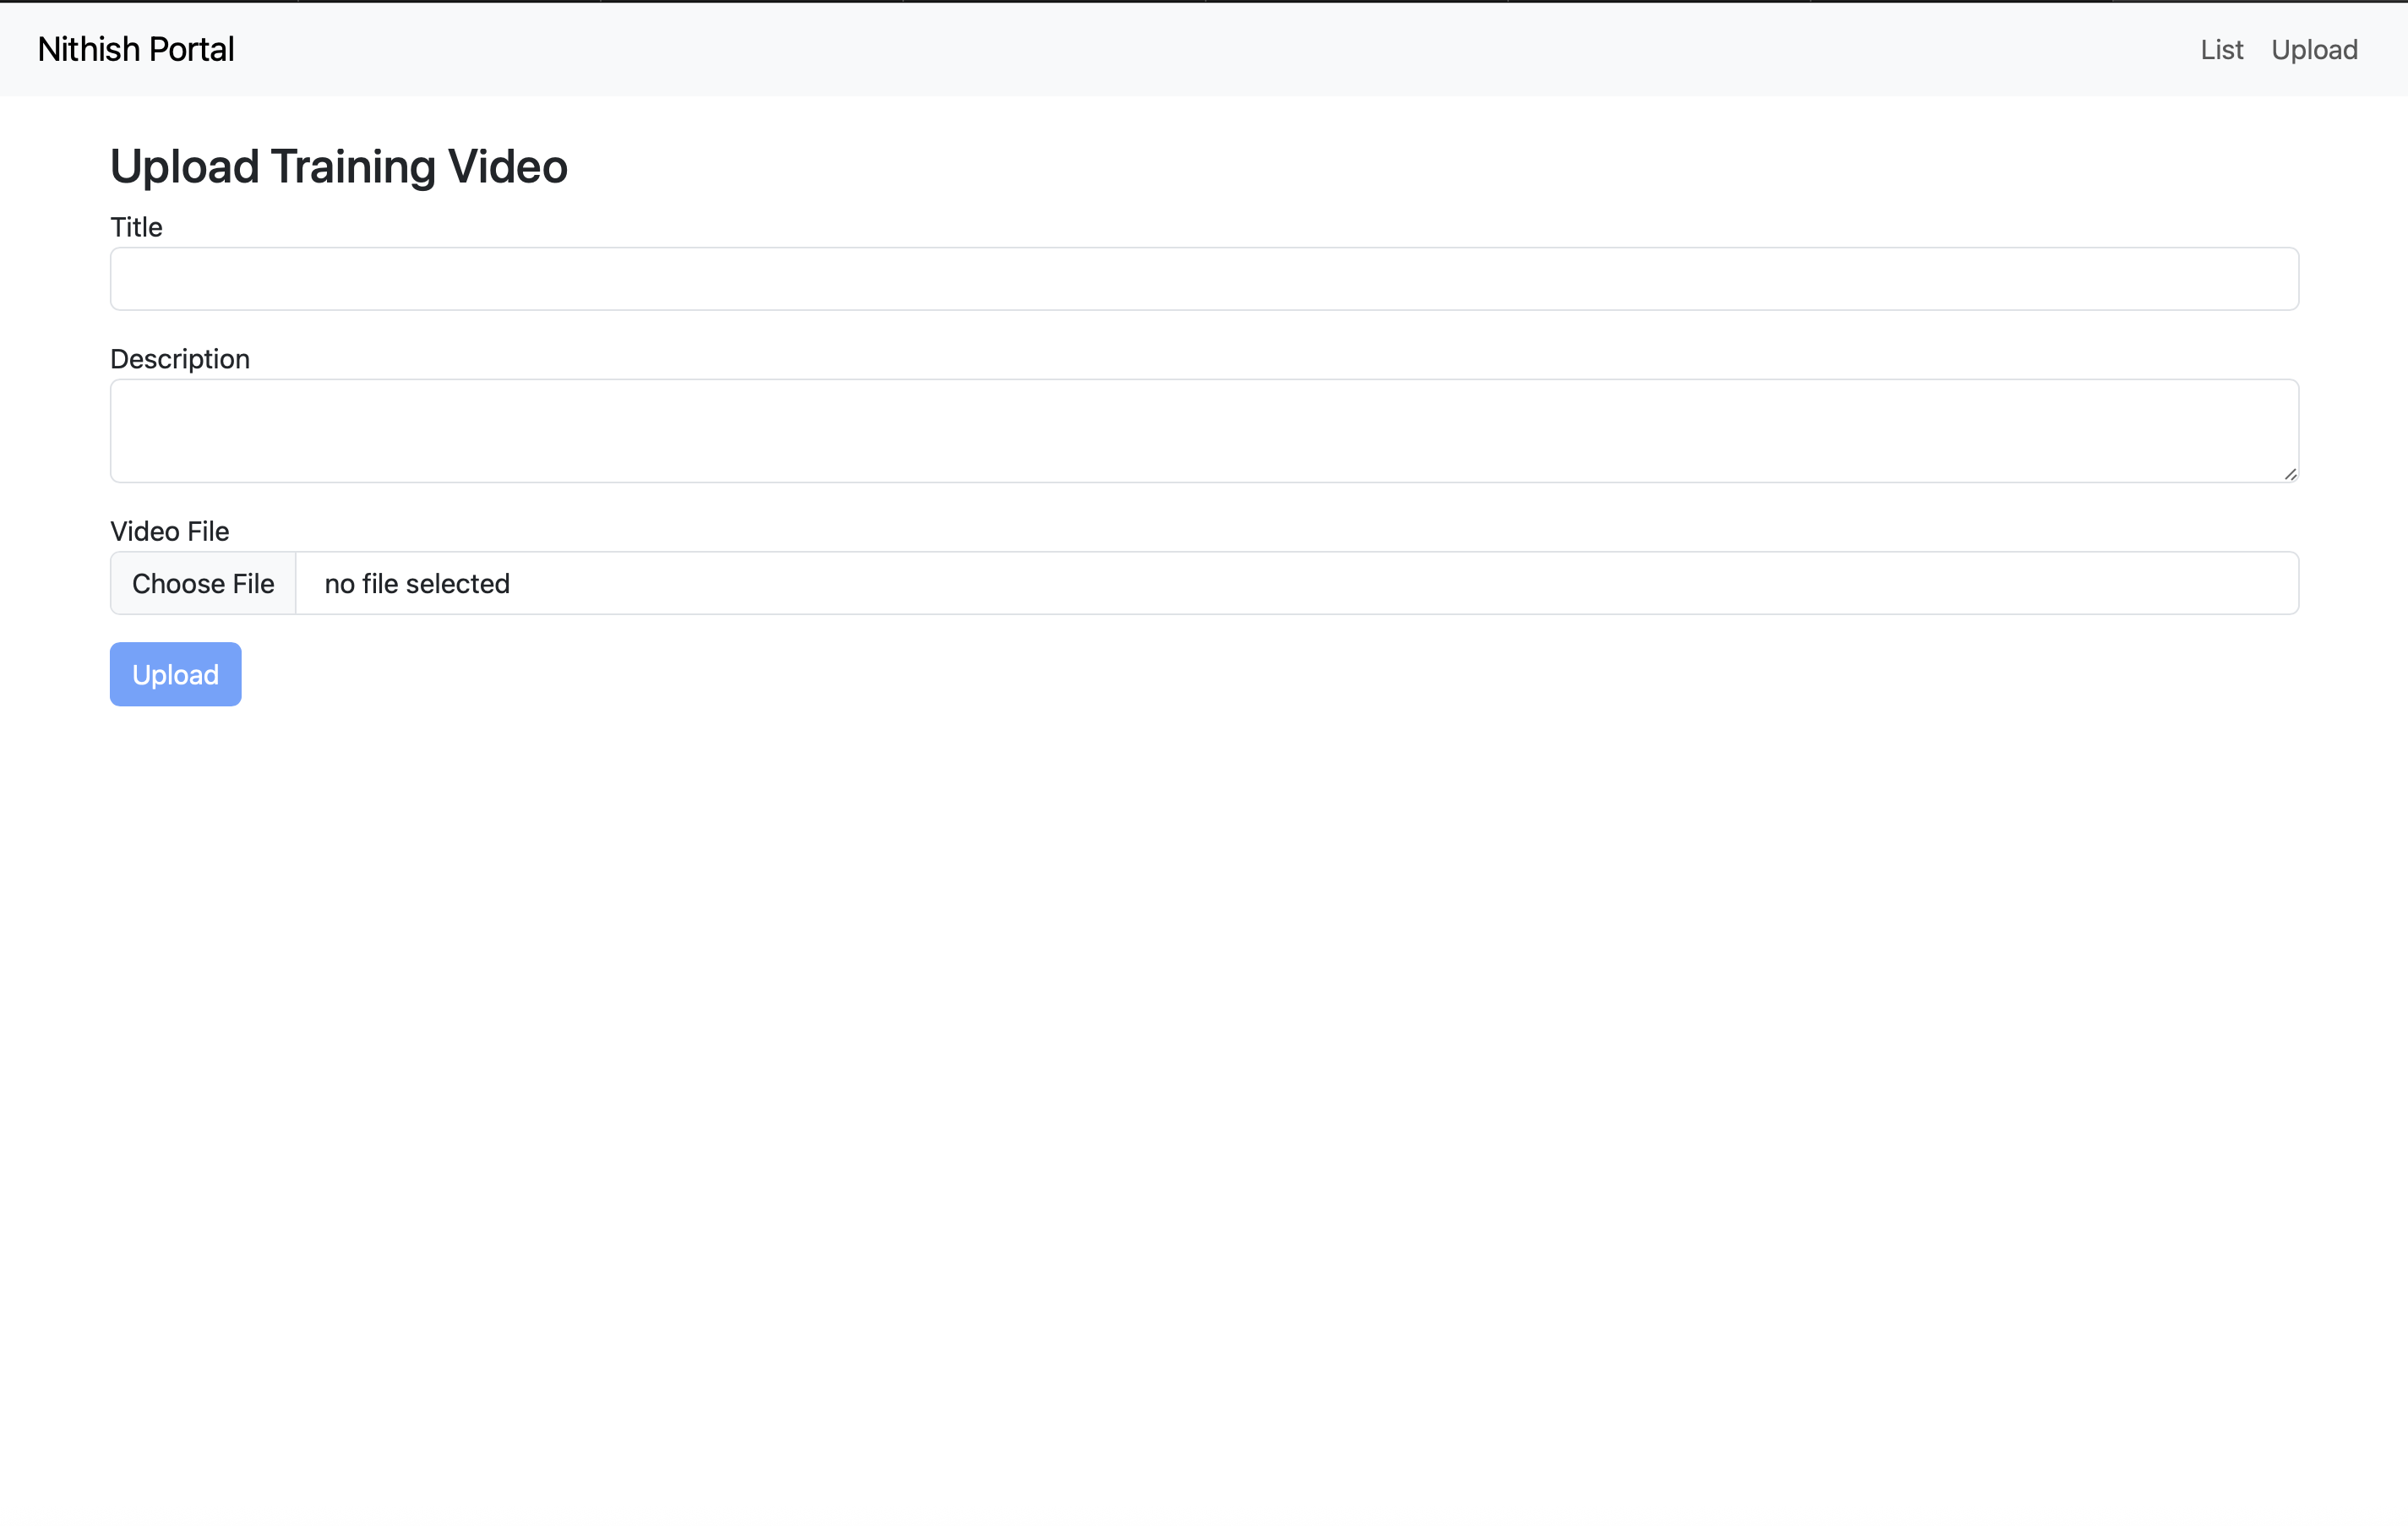 Nithish Portal
List Upload
Upload Training Video
Title
Description
Video File
Choose File no file selected
Upload